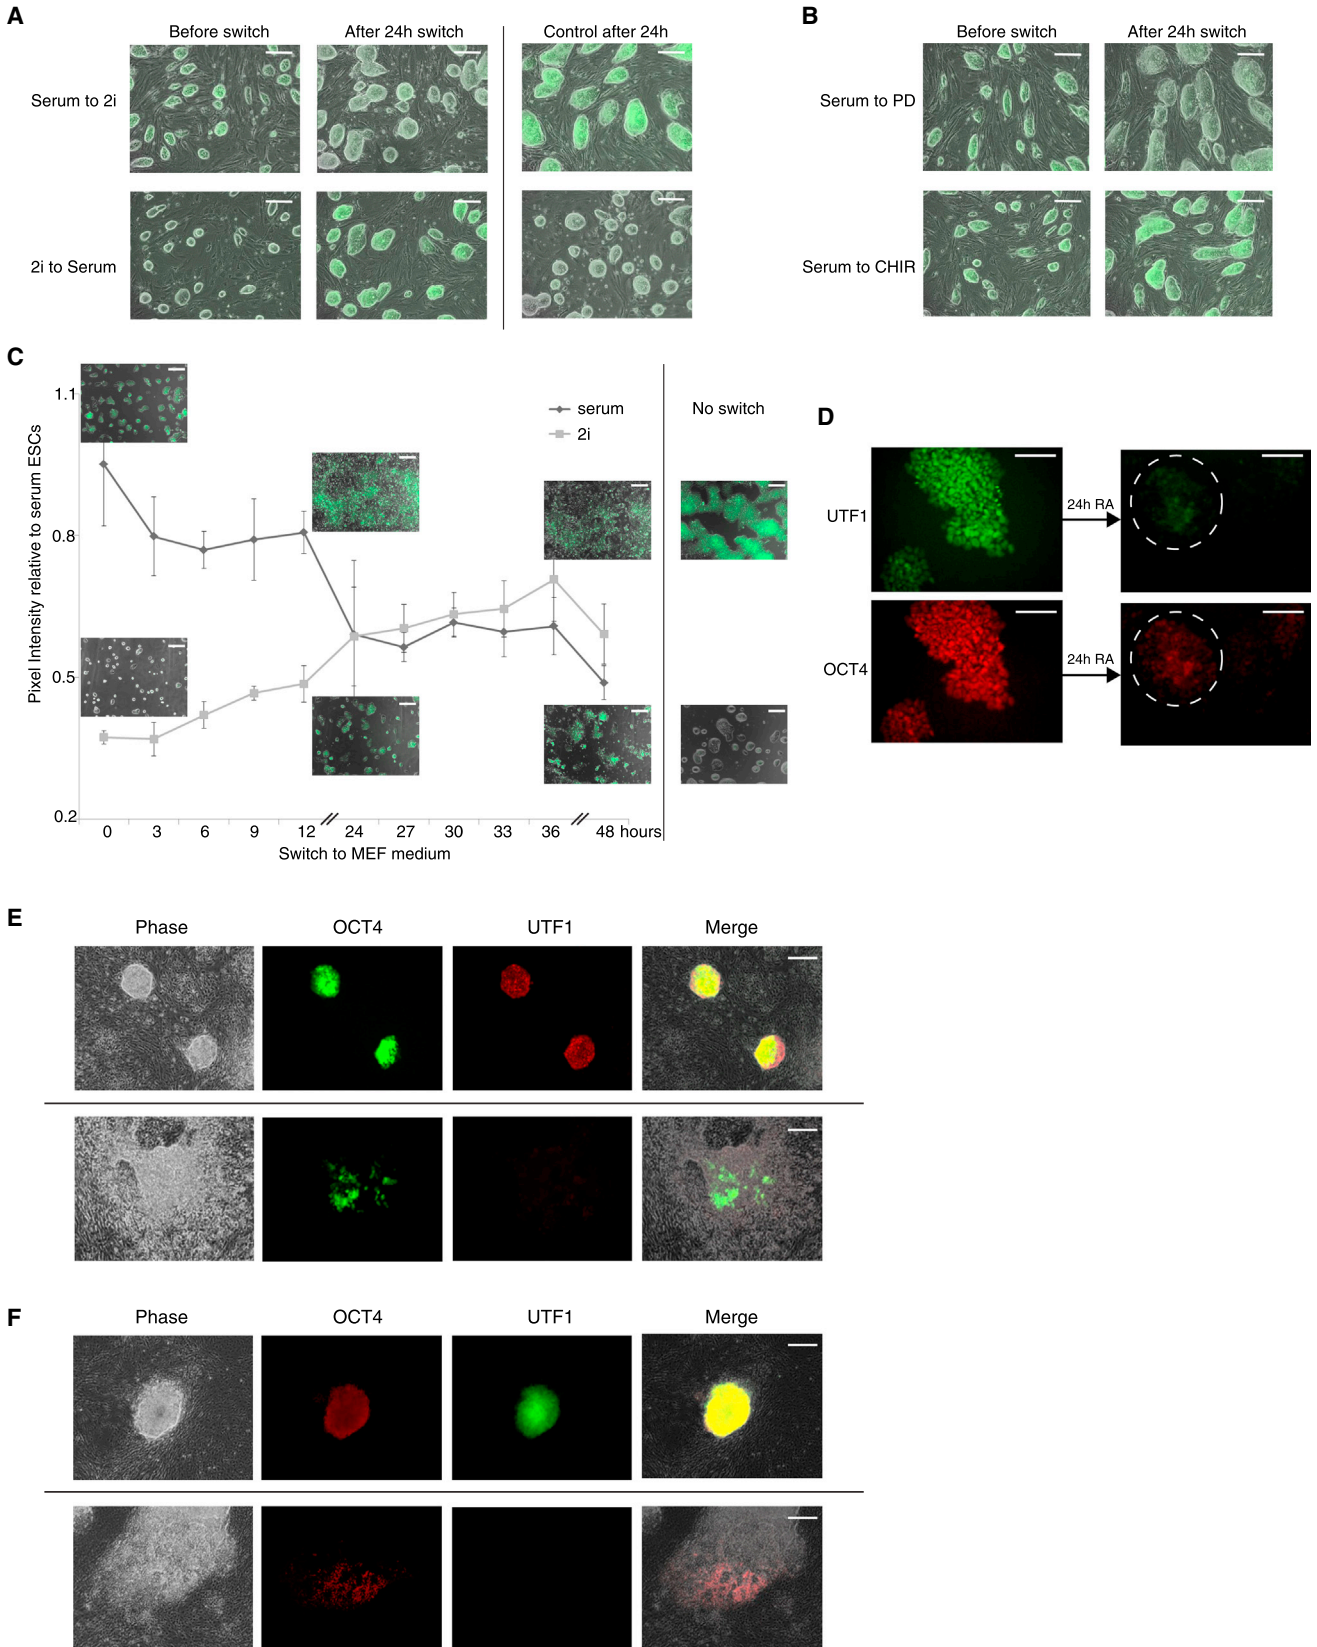 A
Before switch
After 24h switch
Control after 24h
Serum to 2i
2i to Serum
B
Before switch
After 24h switch
Serum to PD
Serum to CHIR
C
Pixel Intensity relative to serum ESCs
1.1
0.8
0.5
0.2
serum
2i
No switch
0 3 6 9 12 24 27 30 33 36 48 hours
Switch to MEF medium
D
UTF1
24h RA
OCT4
24h RA
E
Phase
OCT4
UTF1
Merge
F
Phase
OCT4
UTF1
Merge